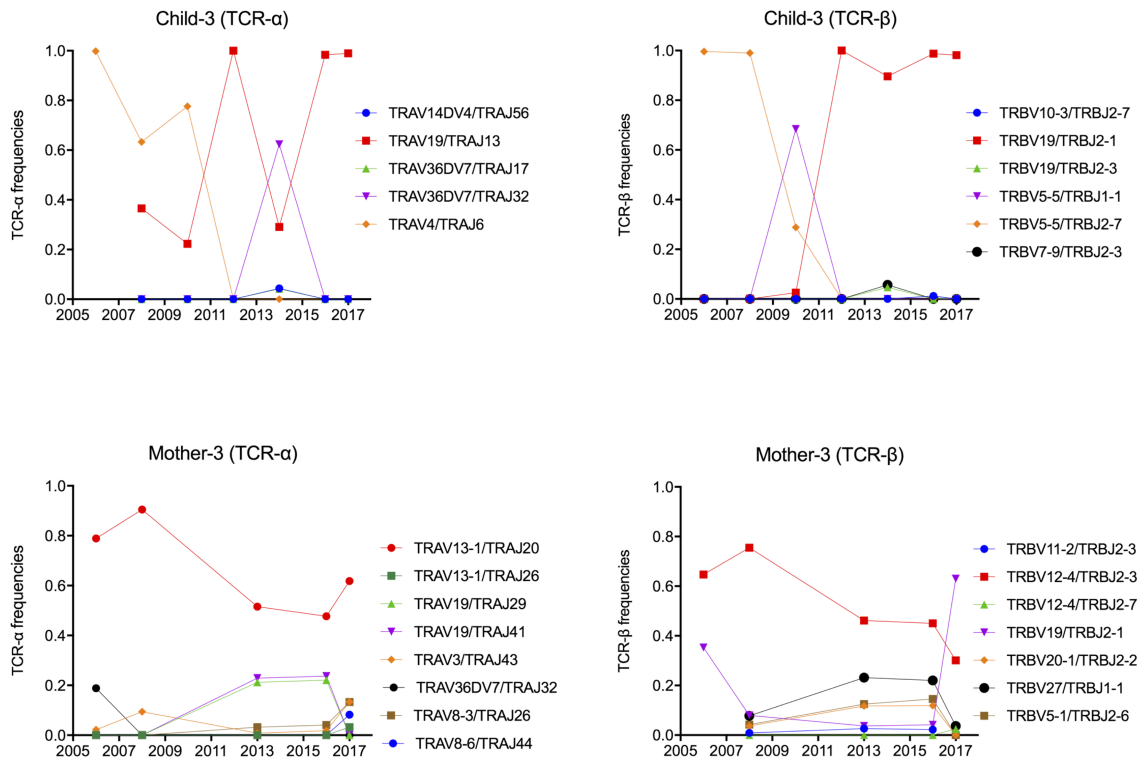 Child-3 (TCR-α)
TCR-α frequencies
1.0
0.8
0.6
0.4
0.2
0.0
2005 2007 2009 2011 2013 2015 2017
TRAV14DV4/TRAJ56
TRAV19/TRAJ13
TRAV36DV7/TRAJ17
TRAV36DV7/TRAJ32
TRAV4/TRAJ6
Child-3 (TCR-β)
TCR-β frequencies
1.0
0.8
0.6
0.4
0.2
0.0
2005 2007 2009 2011 2013 2015 2017
TRBV10-3/TRBJ2-7
TRBV19/TRBJ2-1
TRBV19/TRBJ2-3
TRBV5-5/TRBJ1-1
TRBV5-5/TRBJ2-7
TRBV7-9/TRBJ2-3
Mother-3 (TCR-α)
TCR-α frequencies
1.0
0.8
0.6
0.4
0.2
0.0
2005 2007 2009 2011 2013 2015 2017
TRAV13-1/TRAJ20
TRAV13-1/TRAJ26
TRAV19/TRAJ29
TRAV19/TRAJ41
TRAV3/TRAJ43
TRAV36DV7/TRAJ32
TRAV8-3/TRAJ26
TRAV8-6/TRAJ44
Mother-3 (TCR-β)
TCR-β frequencies
1.0
0.8
0.6
0.4
0.2
0.0
2005 2007 2009 2011 2013 2015 2017
TRBV11-2/TRBJ2-3
TRBV12-4/TRBJ2-3
TRBV12-4/TRBJ2-7
TRBV19/TRBJ2-1
TRBV20-1/TRBJ2-2
TRBV27/TRBJ1-1
TRBV5-1/TRBJ2-6